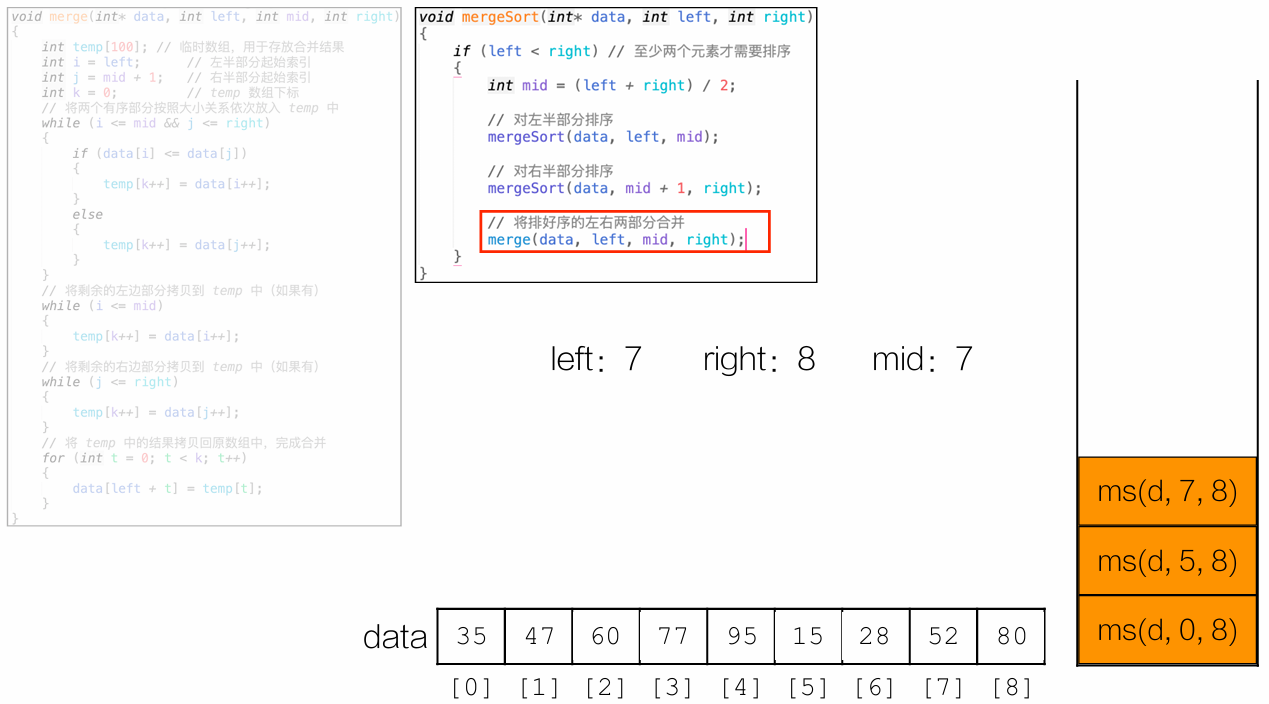 void merge(int* data, int left, int mid, int right)
{
    int temp[100]; // 临时数组，用于存放合并结果
    int i = left;      // 左半部分起始索引
    int j = mid + 1;   // 右半部分起始索引
    int k = 0;         // temp 数组下标
    // 将两个有序部分按照大小关系依次放入 temp 中
    while (i <= mid && j <= right)
    {
        if (data[i] <= data[j])
        {
            temp[k++] = data[i++];
        }
        else
        {
            temp[k++] = data[j++];
        }
    }
    // 将剩余的左边部分拷贝到 temp 中（如果有）
    while (i <= mid)
    {
        temp[k++] = data[i++];
    }
    // 将剩余的右边部分拷贝到 temp 中（如果有）
    while (j <= right)
    {
        temp[k++] = data[j++];
    }
    // 将 temp 中的结果拷贝回原数组中，完成合并
    for (int t = 0; t < k; t++)
    {
        data[left + t] = temp[t];
    }
}
void mergeSort(int* data, int left, int right)
{
    if (left < right) // 至少两个元素才需要排序
    {
        int mid = (left + right) / 2;
        // 对左半部分排序
        mergeSort(data, left, mid);
        // 对右半部分排序
        mergeSort(data, mid + 1, right);
        // 将排好序的左右两部分合并
        merge(data, left, mid, right);
    }
}
left：7 right：8 mid：7
ms(d, 7, 8)
ms(d, 5, 8)
ms(d, 0, 8)
data 35 47 60 77 95 15 28 52 80
[0] [1] [2] [3] [4] [5] [6] [7] [8]